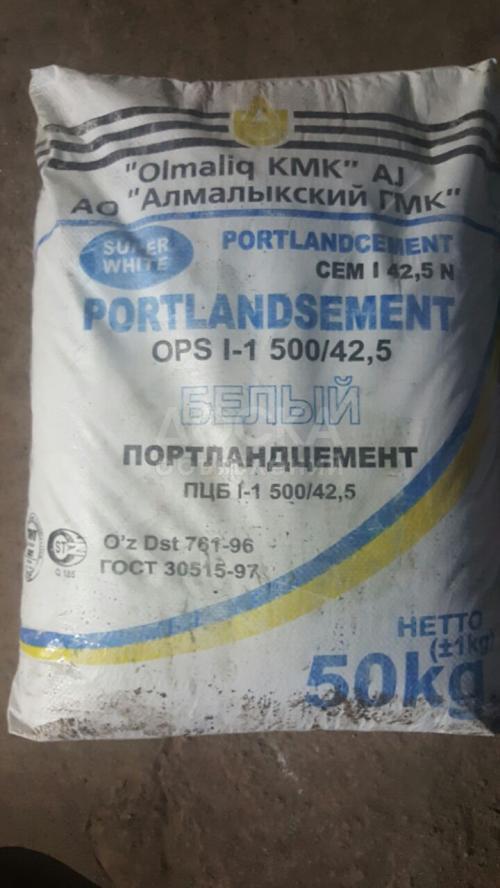 "Olmaliq KMK" AJ
АО "Алмалыкский ГМК"
SUPER WHITE
PORTLANDCEMENT
CEM I 42,5 N
PORTLANDSEMENT
OPS I-1 500/42,5
БЕЛЫЙ
ПОРТЛАНДЦЕМЕНТ
ПЦБ I-1 500/42,5
O'z Dst 761-96
ГОСТ 30515-97
НЕТТО
(±1kg)
50kg